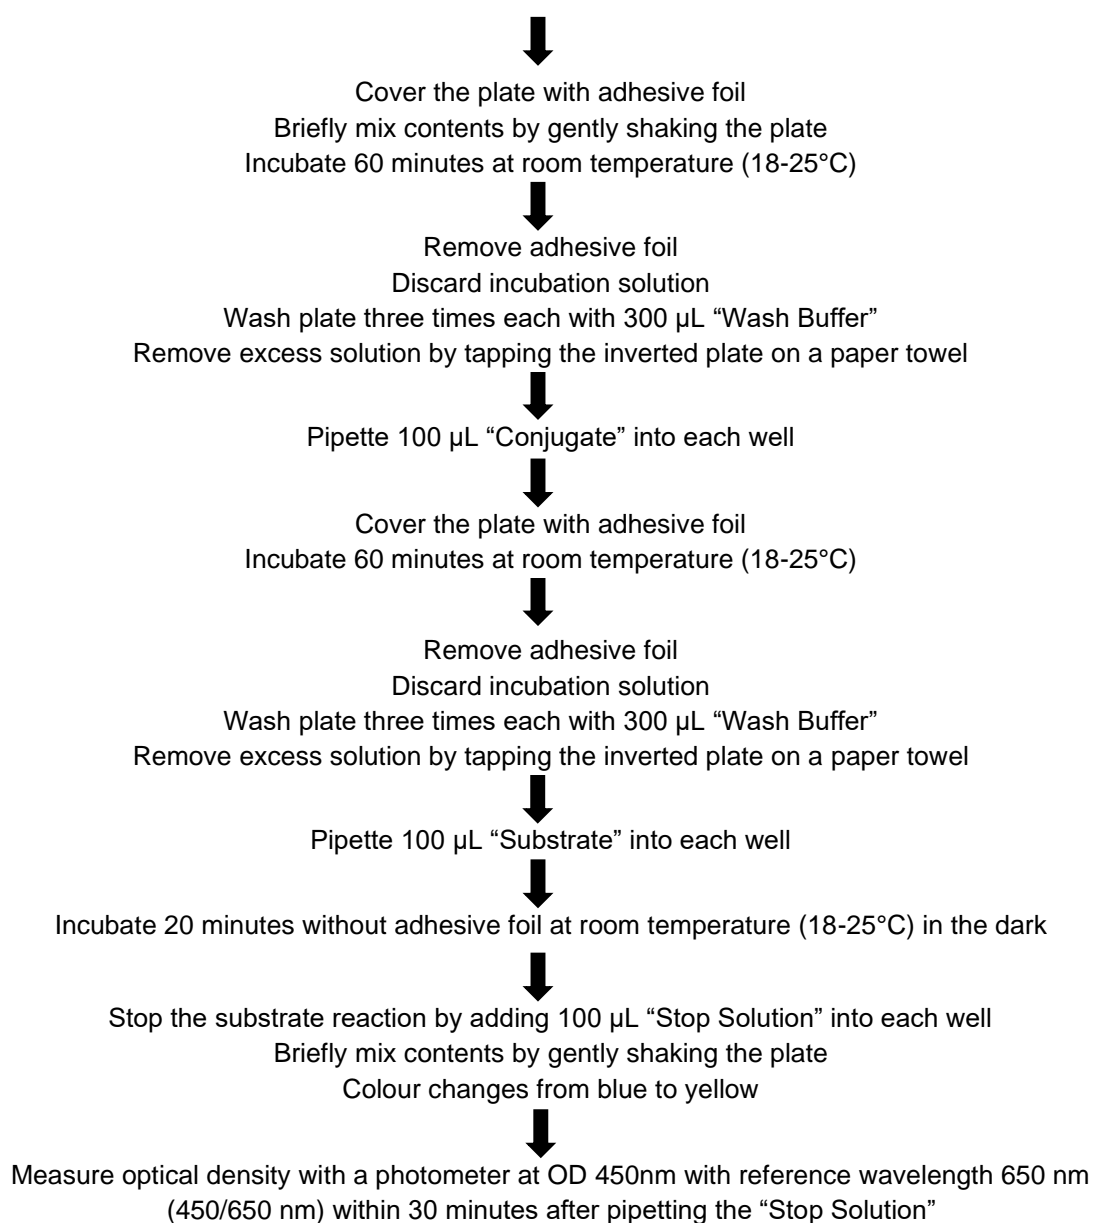 Cover the plate with adhesive foil
Briefly mix contents by gently shaking the plate
Incubate 60 minutes at room temperature (18-25°C)
Remove adhesive foil
Discard incubation solution
Wash plate three times each with 300 µL “Wash Buffer”
Remove excess solution by tapping the inverted plate on a paper towel
Pipette 100 µL “Conjugate” into each well
Cover the plate with adhesive foil
Incubate 60 minutes at room temperature (18-25°C)
Remove adhesive foil
Discard incubation solution
Wash plate three times each with 300 µL “Wash Buffer”
Remove excess solution by tapping the inverted plate on a paper towel
Pipette 100 µL “Substrate” into each well
Incubate 20 minutes without adhesive foil at room temperature (18-25°C) in the dark
Stop the substrate reaction by adding 100 µL “Stop Solution” into each well
Briefly mix contents by gently shaking the plate
Colour changes from blue to yellow
Measure optical density with a photometer at OD 450nm with reference wavelength 650 nm
(450/650 nm) within 30 minutes after pipetting the “Stop Solution”